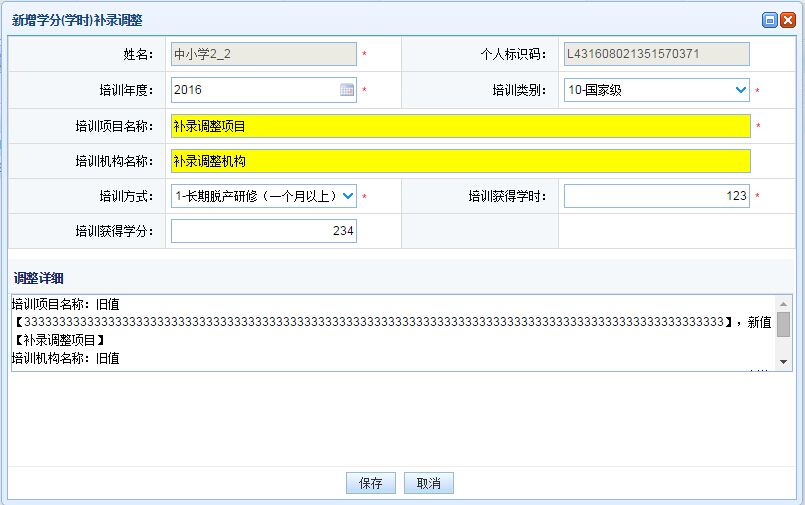 新增学分(学时)补录调整
姓名： 中小学2_2 * 个人标识码： L431608021351570371
培训年度： 2016 * 培训类别： 10-国家级 *
培训项目名称： 补录调整项目 *
培训机构名称： 补录调整机构
培训方式： 1-长期脱产研修（一个月以上） * 培训获得学时： 123 *
培训获得学分： 234
调整详细
培训项目名称：旧值
【3333333333333333333333333333333333333333333333333333333333333333333333333333333333333333333333333333】，新值
【补录调整项目】
培训机构名称：旧值
保存 取消